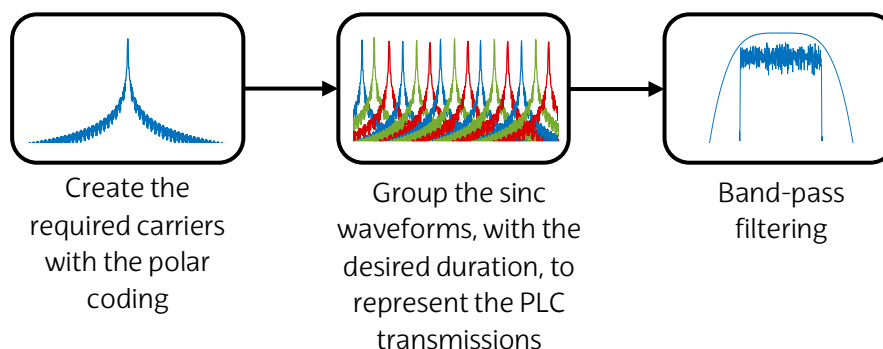 Create the
required carriers
with the polar
coding
Group the sinc
waveforms, with the
desired duration, to
represent the PLC
transmissions
Band-pass
filtering